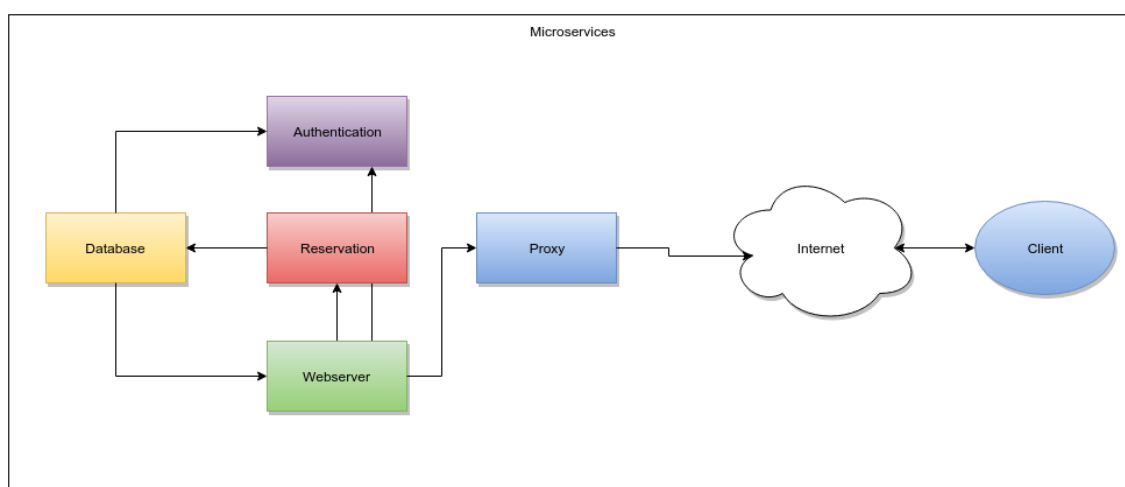 Microservices
Authentication
Database
Reservation
Proxy
Internet
Client
Webserver